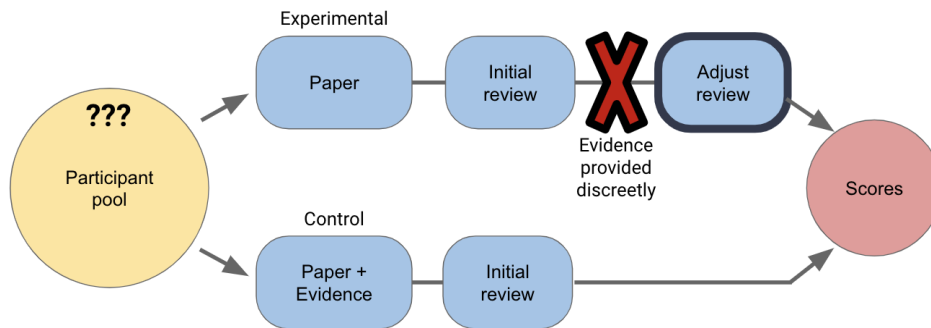 Experimental
Paper
Initial
review
Adjust
review
Evidence
provided
discreetly
???
Participant
pool
Scores
Control
Paper +
Evidence
Initial
review